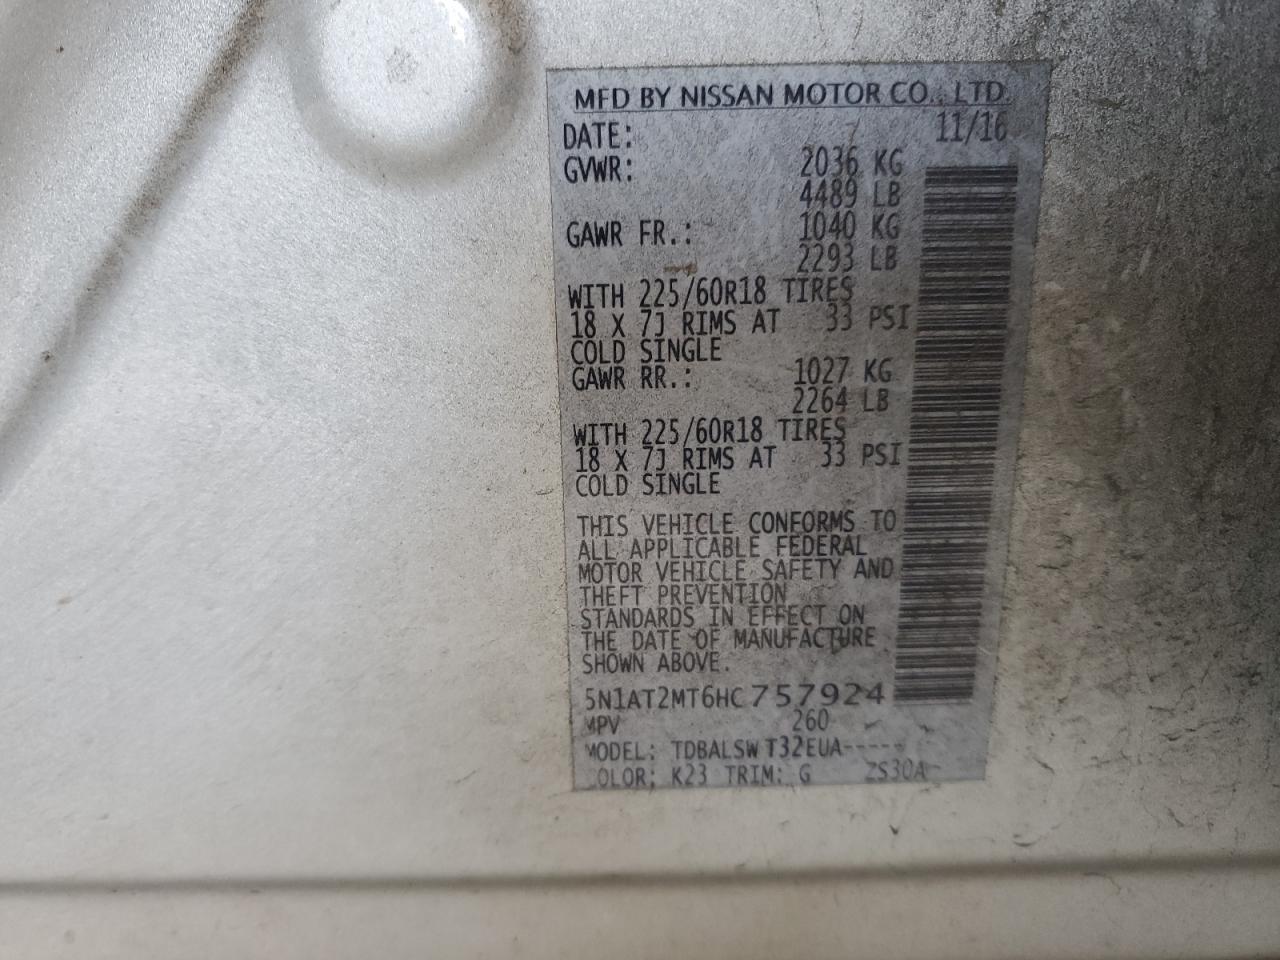 MFD BY NISSAN MOTOR CO., LTD.
DATE: 11/16
GVWR: 2036 KG
4489 LB
GAWR FR.: 1040 KG
2293 LB
WITH 225/60R18 TIRES
18 X 7J RIMS AT 33 PSI
COLD SINGLE
GAWR RR.: 1027 KG
2264 LB
WITH 225/60R18 TIRES
18 X 7J RIMS AT 33 PSI
COLD SINGLE
THIS VEHICLE CONFORMS TO
ALL APPLICABLE FEDERAL
MOTOR VEHICLE SAFETY AND
THEFT PREVENTION
STANDARDS IN EFFECT ON
THE DATE OF MANUFACTURE
SHOWN ABOVE.
5N1AT2MT6HC757924
MPV 260
MODEL: TDBALSW T32EUA-----
COLOR: K23 TRIM: G ZS30A